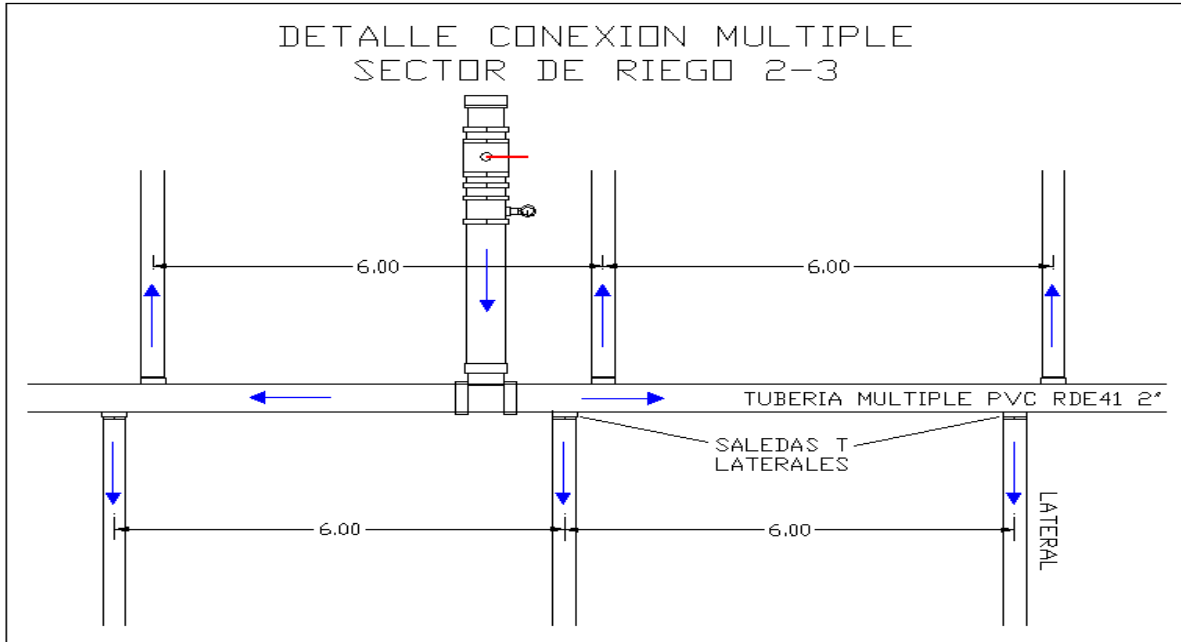 DETALLE CONEXION MULTIPLE
SECTOR DE RIEGO 2-3
6.00
6.00
TUBERIA MULTIPLE PVC RDE41 2"
SALEDAS T
LATERALES
LATERAL
6.00
6.00